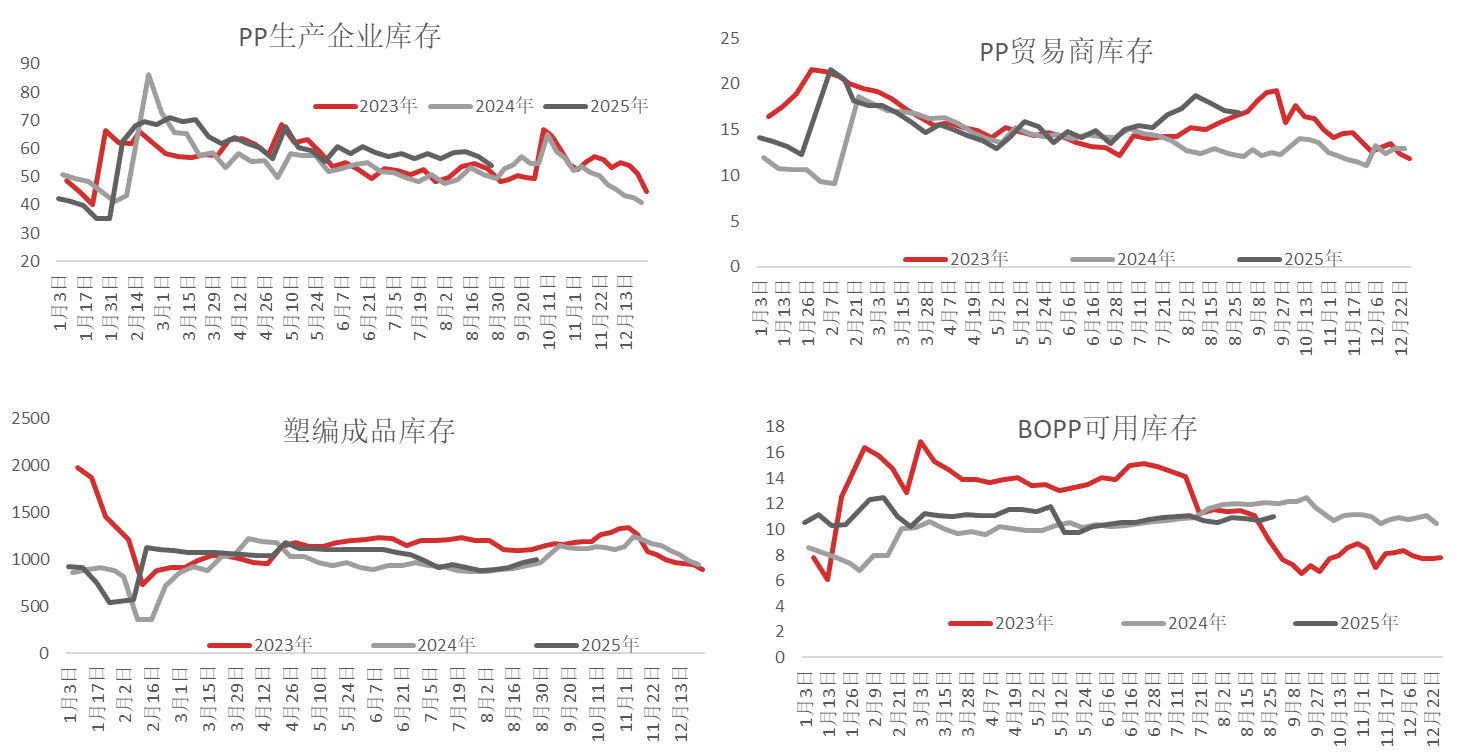 PP生产企业库存
90
80
70
60
50
40
30
20
2023年 2024年 2025年
1月3日 1月17日 1月31日 2月14日 3月1日 3月15日 3月29日 4月12日 4月26日 5月10日 5月24日 6月7日 6月21日 7月5日 7月19日 8月2日 8月16日 8月30日 9月20日 10月11日 11月1日 11月22日 12月13日
PP贸易商库存
25
20
15
10
5
0
2023年 2024年 2025年
1月3日 1月13日 1月26日 2月7日 2月21日 3月3日 3月15日 3月28日 4月7日 4月19日 5月2日 5月12日 5月24日 6月6日 6月16日 6月28日 7月11日 7月21日 8月2日 8月15日 8月25日 9月8日 9月27日 10月13日 11月1日 11月17日 12月6日 12月22日
塑编成品库存
2500
2000
1500
1000
500
0
2023年 2024年 2025年
1月3日 1月17日 2月2日 2月16日 3月1日 3月15日 3月29日 4月12日 4月26日 5月10日 5月24日 6月7日 6月21日 7月5日 7月19日 8月2日 8月16日 8月30日 9月20日 10月11日 11月1日 11月22日 12月13日
BOPP可用库存
18
16
14
12
10
8
6
4
2
0
2023年 2024年 2025年
1月3日 1月13日 1月26日 2月9日 2月21日 3月3日 3月15日 3月28日 4月7日 4月19日 5月2日 5月12日 5月24日 6月6日 6月16日 6月28日 7月11日 7月21日 8月2日 8月15日 8月25日 9月8日 9月27日 10月13日 11月1日 11月17日 12月6日 12月22日